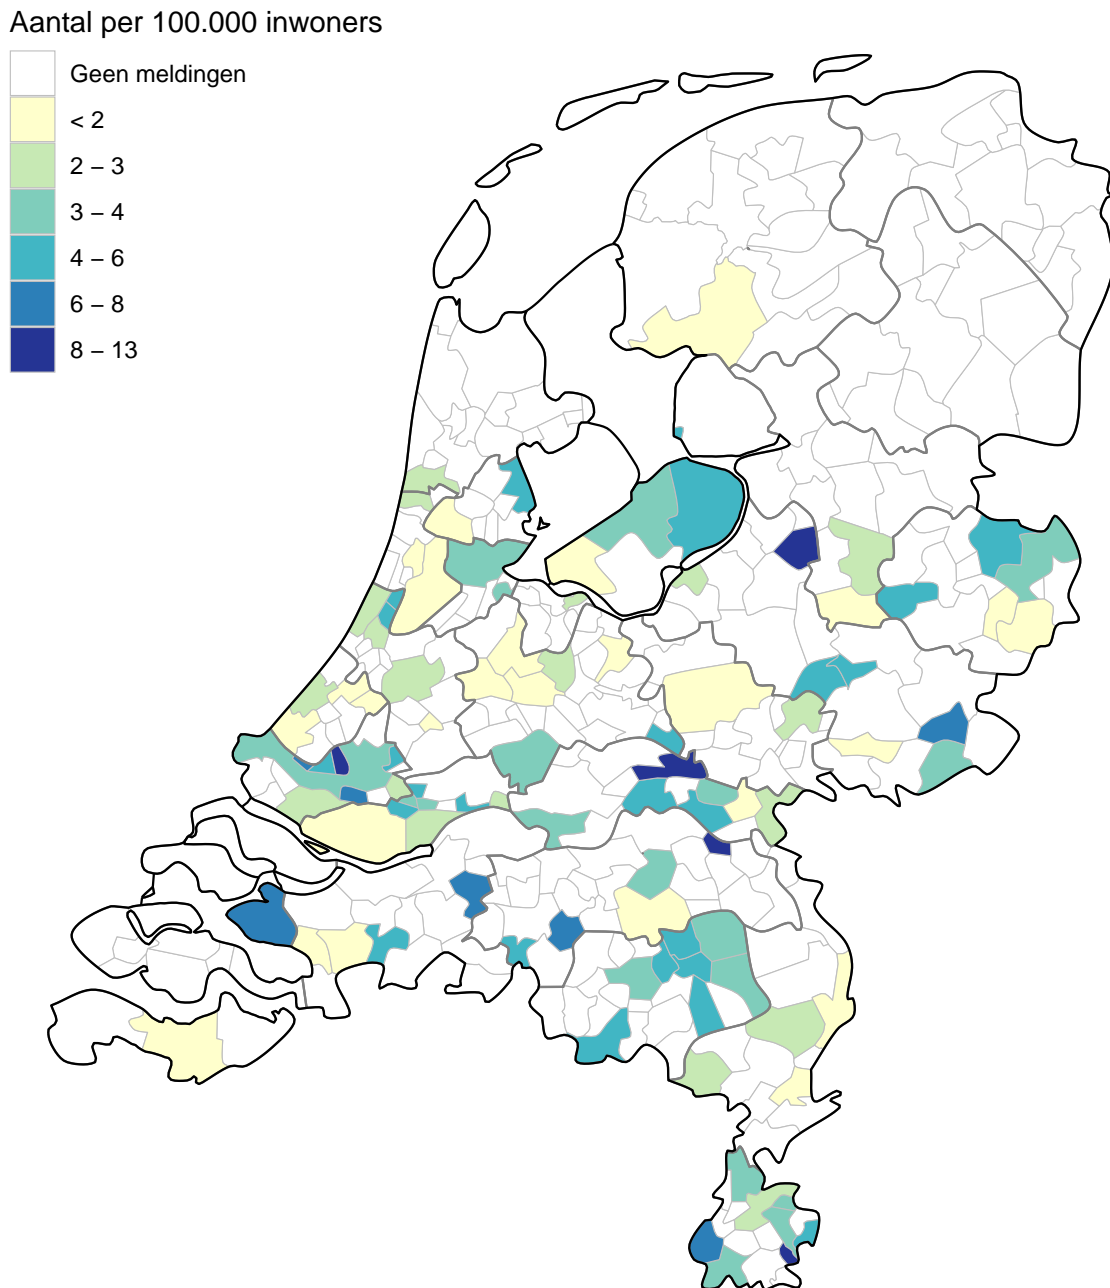 Aantal per 100.000 inwoners
Geen meldingen
< 2
2 – 3
3 – 4
4 – 6
6 – 8
8 – 13